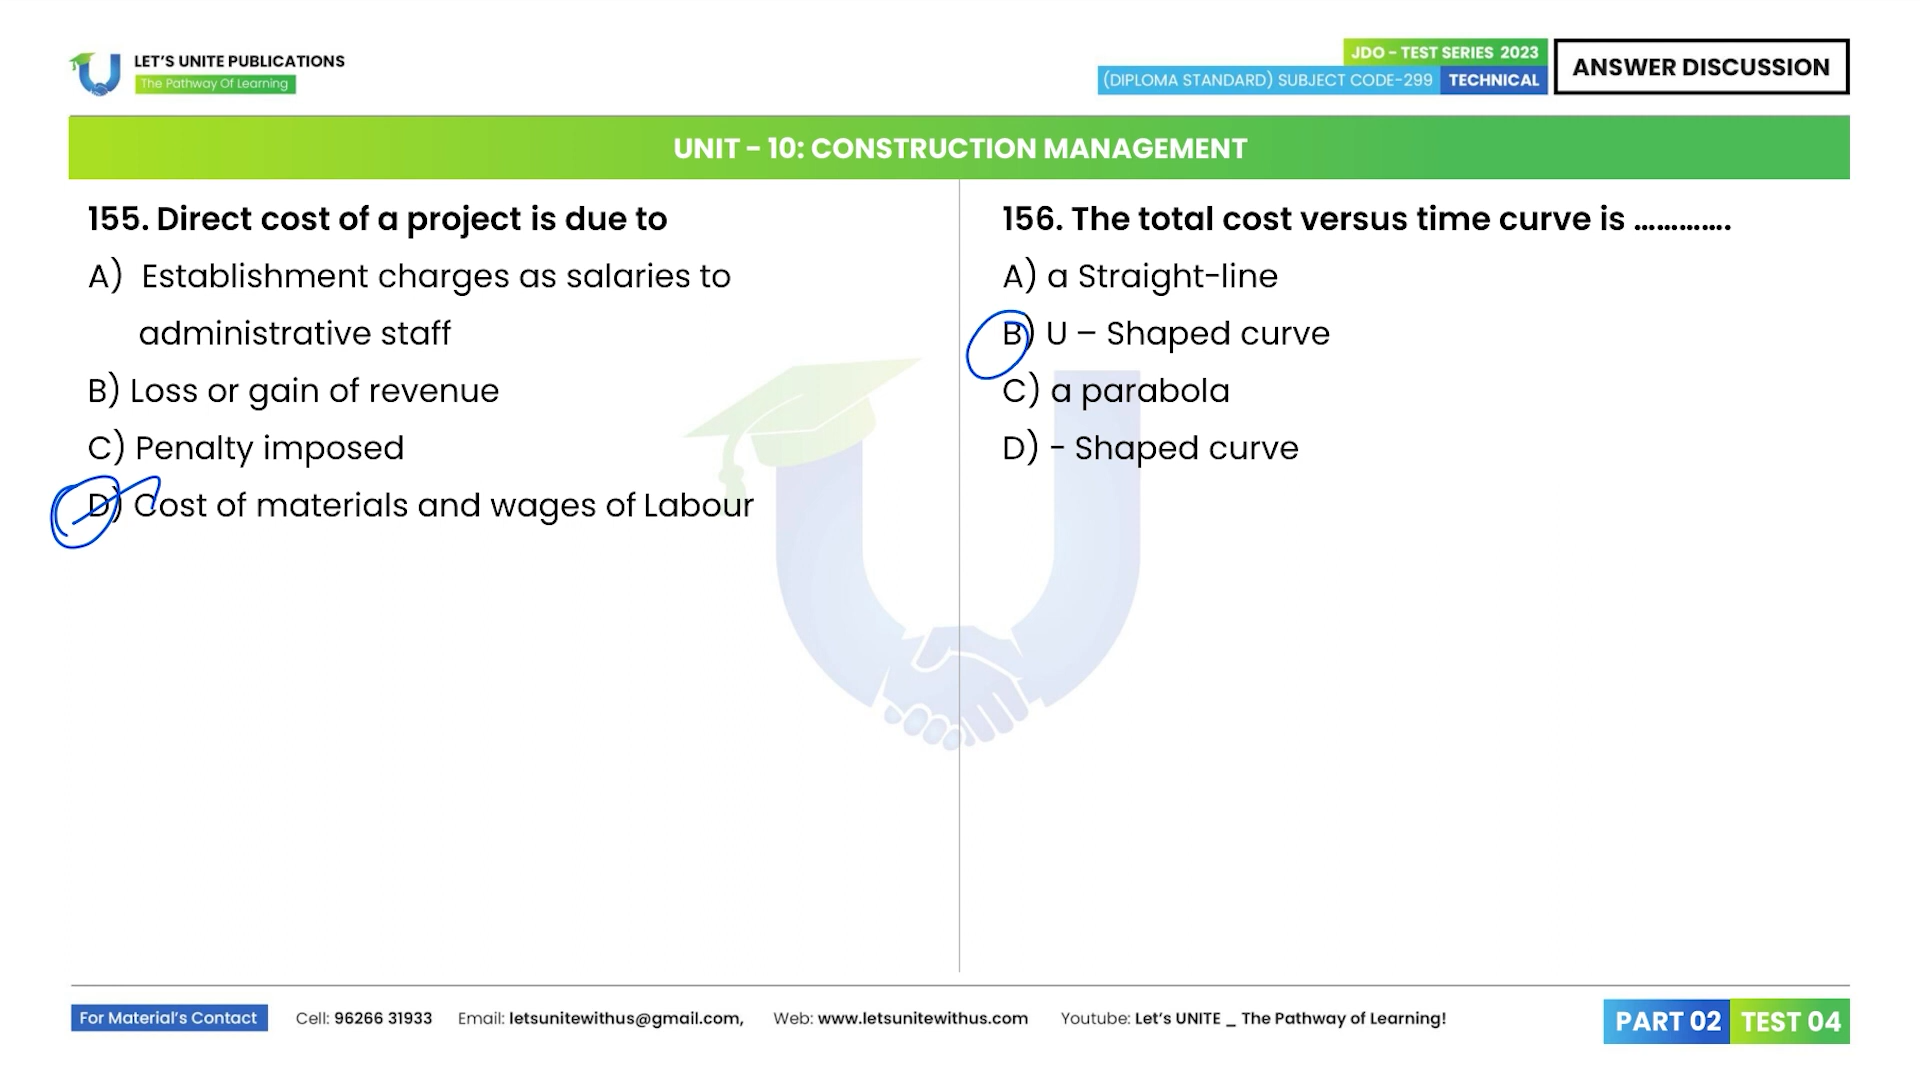 LET'S UNITE PUBLICATIONS
The Pathway Of Learning
JDO - TEST SERIES 2023
(DIPLOMA STANDARD) SUBJECT CODE-299 TECHNICAL
ANSWER DISCUSSION
UNIT - 10: CONSTRUCTION MANAGEMENT
155. Direct cost of a project is due to
A) Establishment charges as salaries to
administrative staff
B) Loss or gain of revenue
C) Penalty imposed
D) Cost of materials and wages of Labour
156. The total cost versus time curve is .............
A) a Straight-line
B) U – Shaped curve
C) a parabola
D) - Shaped curve
For Material's Contact
Cell: 96266 31933
Email: letsunitewithus@gmail.com,
Web: www.letsunitewithus.com
Youtube: Let's UNITE _ The Pathway of Learning!
PART 02 TEST 04